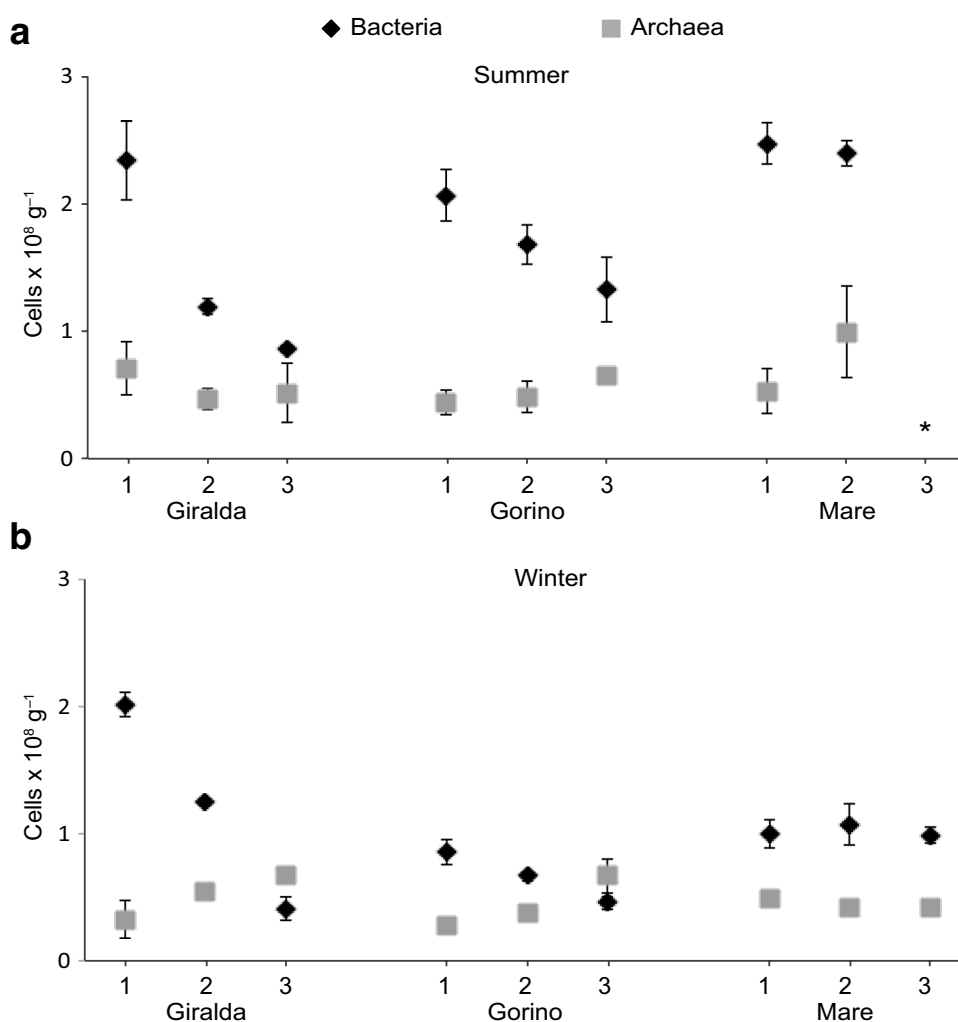 a
Bacteria Archaea
Summer
3
2
1
0
Cells x 10⁸ g⁻¹
*
1 2 3 1 2 3 1 2 3
Giralda Gorino Mare
b
Winter
3
2
1
0
Cells x 10⁸ g⁻¹
1 2 3 1 2 3 1 2 3
Giralda Gorino Mare